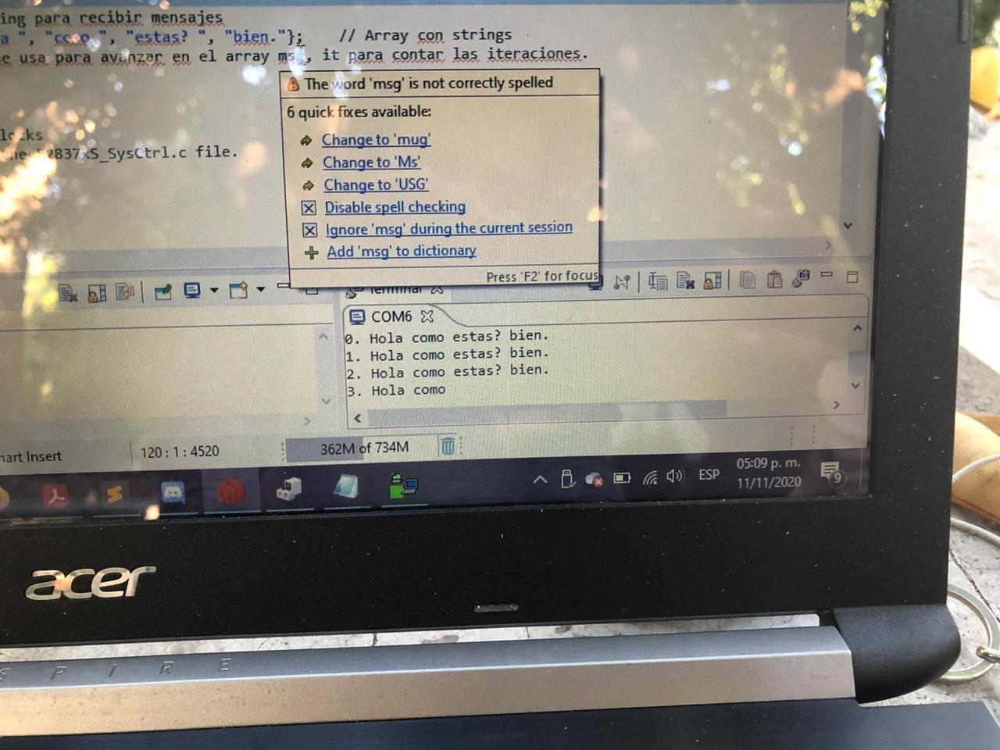 ing para recibir mensajes
a ", "como ", "estas? ", "bien."};    // Array con strings
se usa para avanzar en el array msg, it para contar las iteraciones.
The word 'msg' is not correctly spelled
6 quick fixes available:
Change to 'mug'
Change to 'Ms'
Change to 'USG'
Disable spell checking
Ignore 'msg' during the current session
Add 'msg' to dictionary
Press 'F2' for focus
locks
837xS_SysCtrl.c file.
Terminal
COM6
0. Hola como estas? bien.
1. Hola como estas? bien.
2. Hola como estas? bien.
3. Hola como
nart Insert
120 : 1 : 4520
362M of 734M
ESP
05:09 p. m.
11/11/2020
9
acer
S P I R E